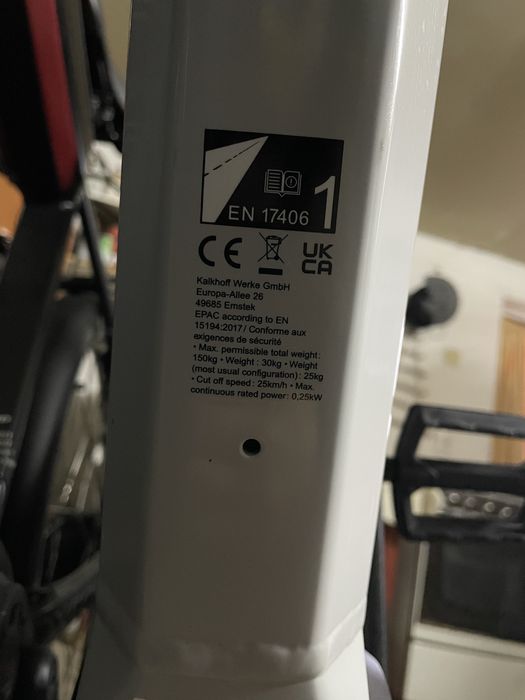 EN 17406 1
CE UK
CA
Kalkhoff Werke GmbH
Europa-Allee 26
49685 Emstek
EPAC according to EN
15194:2017 / Conforme aux
exigences de sécurité
• Max. permissible total weight:
150kg • Weight : 30kg • Weight
(most usual configuration) : 25kg
• Cut off speed : 25km/h • Max.
continuous rated power : 0,25kW